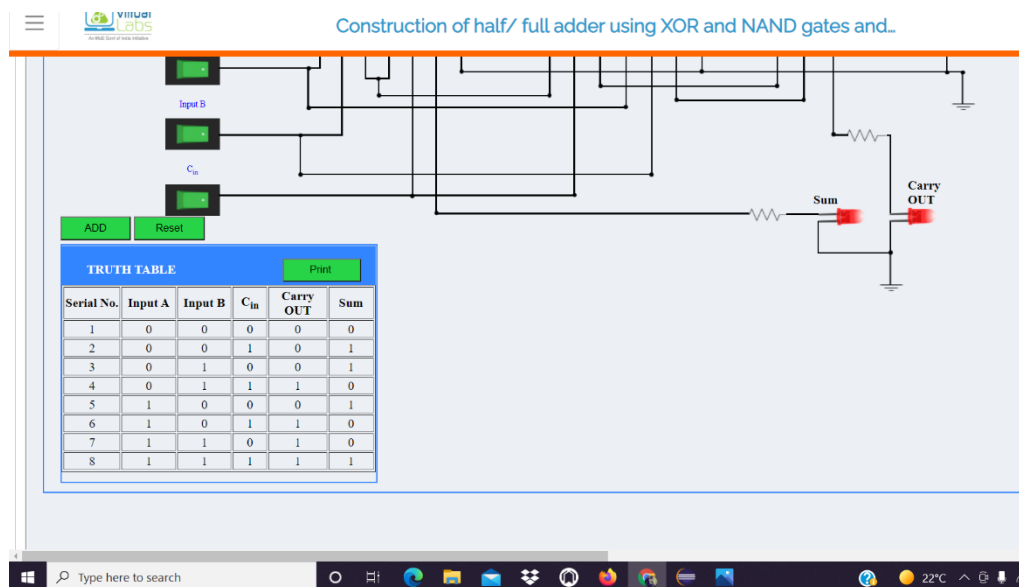 Virtual
Labs
Construction of half/ full adder using XOR and NAND gates and...
Input B
Cin
Sum
Carry
OUT
ADD Reset
TRUTH TABLE Print
Serial No. Input A Input B Cin Carry OUT Sum
1 0 0 0 0 0
2 0 0 1 0 1
3 0 1 0 0 1
4 0 1 1 1 0
5 1 0 0 0 1
6 1 0 1 1 0
7 1 1 0 1 0
8 1 1 1 1 1
Type here to search
22°C